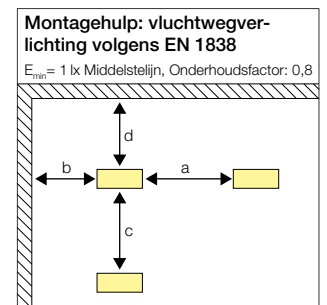 Montagehulp: vluchtwegver-
lichting volgens EN 1838
Emin= 1 lx Middelstelijn, Onderhoudsfactor: 0,8
d
b a
c